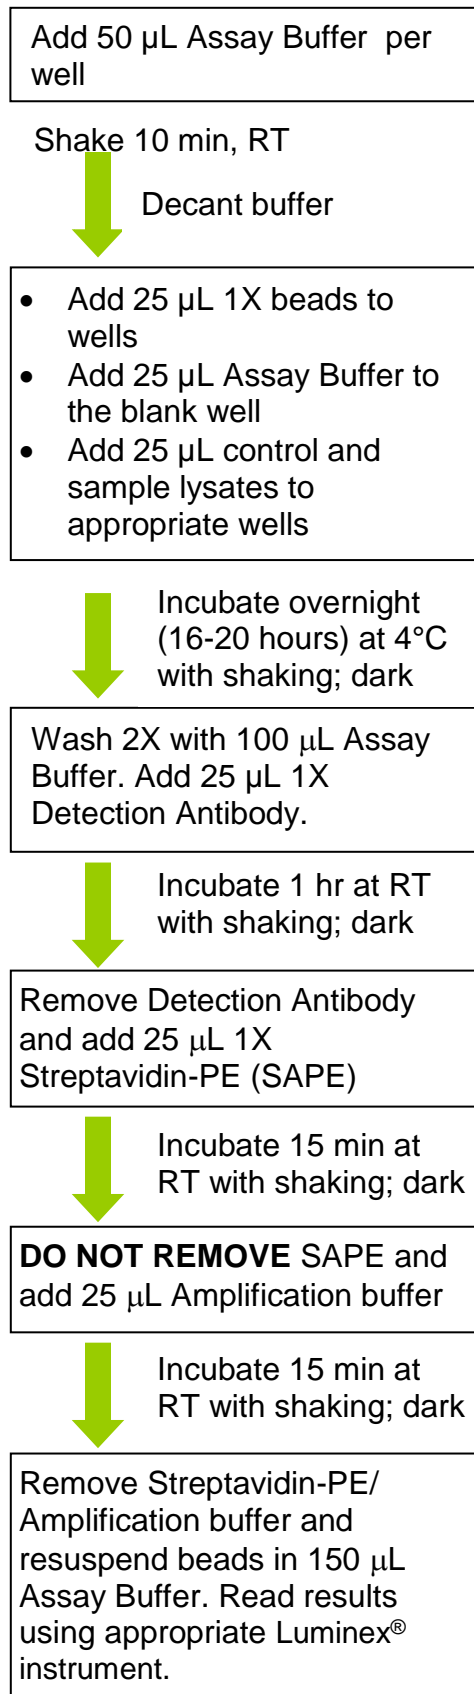 Add 50 µL Assay Buffer  per
well
Shake 10 min, RT
Decant buffer
• Add 25 µL 1X beads to
wells
• Add 25 µL Assay Buffer to
the blank well
• Add 25 µL control and
sample lysates to
appropriate wells
Incubate overnight
(16-20 hours) at 4°C
with shaking; dark
Wash 2X with 100 µL Assay
Buffer. Add 25 µL 1X
Detection Antibody.
Incubate 1 hr at RT
with shaking; dark
Remove Detection Antibody
and add 25 µL 1X
Streptavidin-PE (SAPE)
Incubate 15 min at
RT with shaking; dark
DO NOT REMOVE SAPE and
add 25 µL Amplification buffer
Incubate 15 min at
RT with shaking; dark
Remove Streptavidin-PE/
Amplification buffer and
resuspend beads in 150 µL
Assay Buffer. Read results
using appropriate Luminex®
instrument.